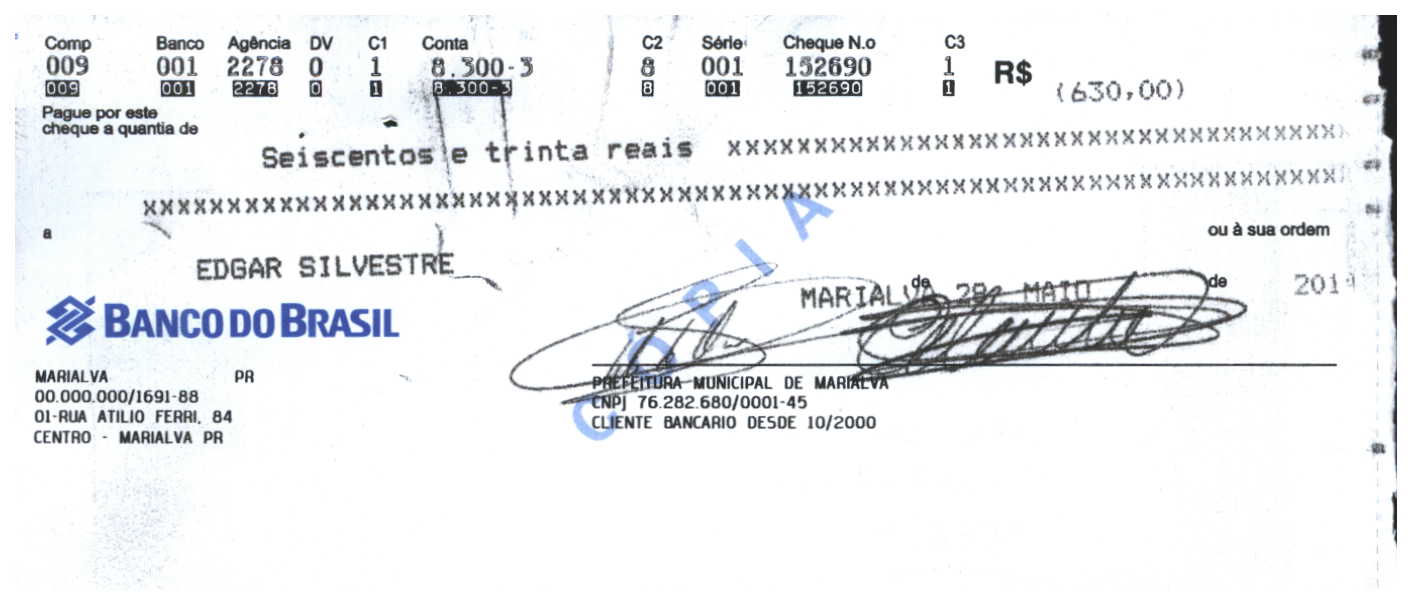 Comp Banco Agência DV C1 Conta C2 Série Cheque N.o C3
009 001 2278 0 1 8.300-3 8 001 152690 1 R$ (630,00)
009 001 2278 0 1 8.300-3 8 001 152690 1
Pague por este
cheque a quantia de
Seiscentos e trinta reais XXXXXXXXXXXXXXXXXXXXXXXXXXXXXXXXXXXX
XXXXXXXXXXXXXXXXXXXXXXXXXXXXXXXXXXXXXXXXXXXXXXXXXXXXXXXXXXXXXXXXXXXXXX
a ou à sua ordem
EDGAR SILVESTRE
MARIALVA de MAIO de
BANCO DO BRASIL
CÓPIA
MARIALVA PR
00.000.000/1691-88
01-RUA ATILIO FERRI, 84
CENTRO - MARIALVA PR
PREFEITURA MUNICIPAL DE MARIALVA
CNPJ 76.282.680/0001-45
CLIENTE BANCARIO DESDE 10/2000